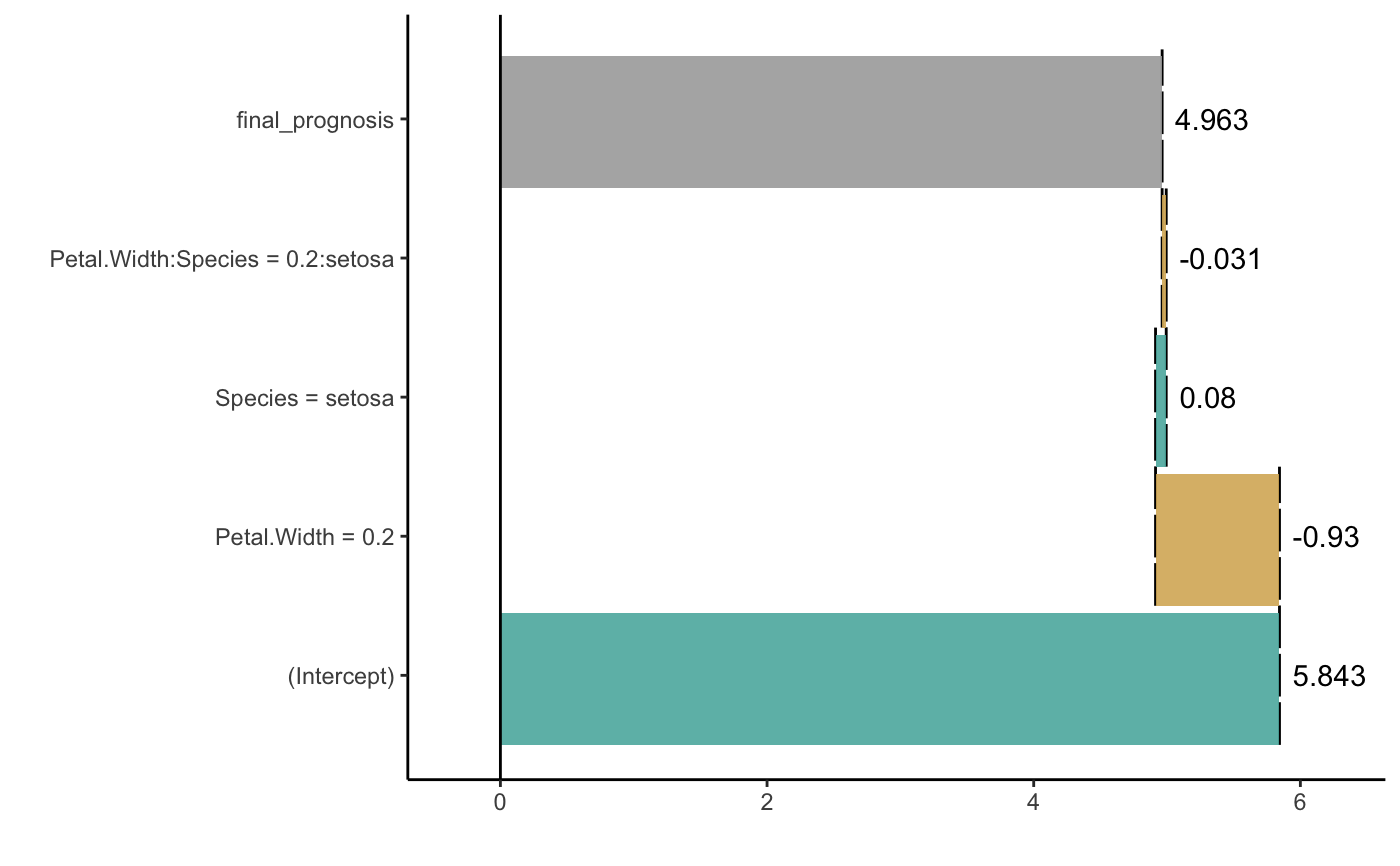 final_prognosis 4.963
Petal.Width:Species = 0.2:setosa -0.031
Species = setosa 0.08
Petal.Width = 0.2 -0.93
(Intercept) 5.843
0 2 4 6